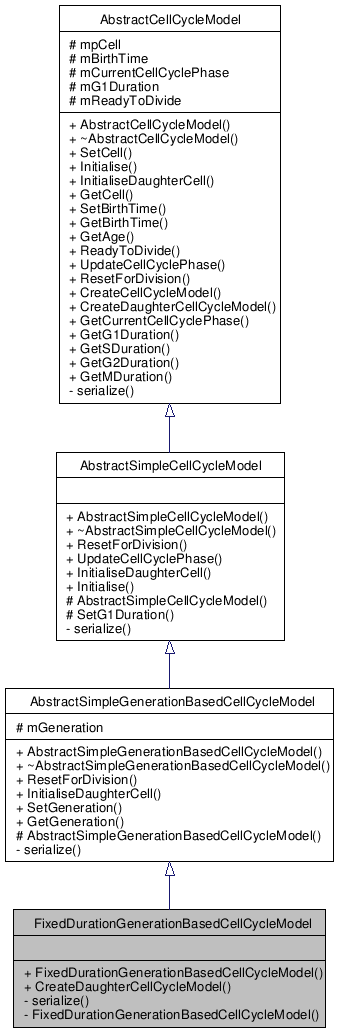 AbstractCellCycleModel
# mpCell
# mBirthTime
# mCurrentCellCyclePhase
# mG1Duration
# mReadyToDivide
+ AbstractCellCycleModel()
+ ~AbstractCellCycleModel()
+ SetCell()
+ Initialise()
+ InitialiseDaughterCell()
+ GetCell()
+ SetBirthTime()
+ GetBirthTime()
+ GetAge()
+ ReadyToDivide()
+ UpdateCellCyclePhase()
+ ResetForDivision()
+ CreateCellCycleModel()
+ CreateDaughterCellCycleModel()
+ GetCurrentCellCyclePhase()
+ GetG1Duration()
+ GetSDuration()
+ GetG2Duration()
+ GetMDuration()
- serialize()
AbstractSimpleCellCycleModel
+ AbstractSimpleCellCycleModel()
+ ~AbstractSimpleCellCycleModel()
+ ResetForDivision()
+ UpdateCellCyclePhase()
+ InitialiseDaughterCell()
+ Initialise()
# AbstractSimpleCellCycleModel()
# SetG1Duration()
- serialize()
AbstractSimpleGenerationBasedCellCycleModel
# mGeneration
+ AbstractSimpleGenerationBasedCellCycleModel()
+ ~AbstractSimpleGenerationBasedCellCycleModel()
+ ResetForDivision()
+ InitialiseDaughterCell()
+ SetGeneration()
+ GetGeneration()
# AbstractSimpleGenerationBasedCellCycleModel()
- serialize()
FixedDurationGenerationBasedCellCycleModel
+ FixedDurationGenerationBasedCellCycleModel()
+ CreateDaughterCellCycleModel()
- serialize()
- FixedDurationGenerationBasedCellCycleModel()